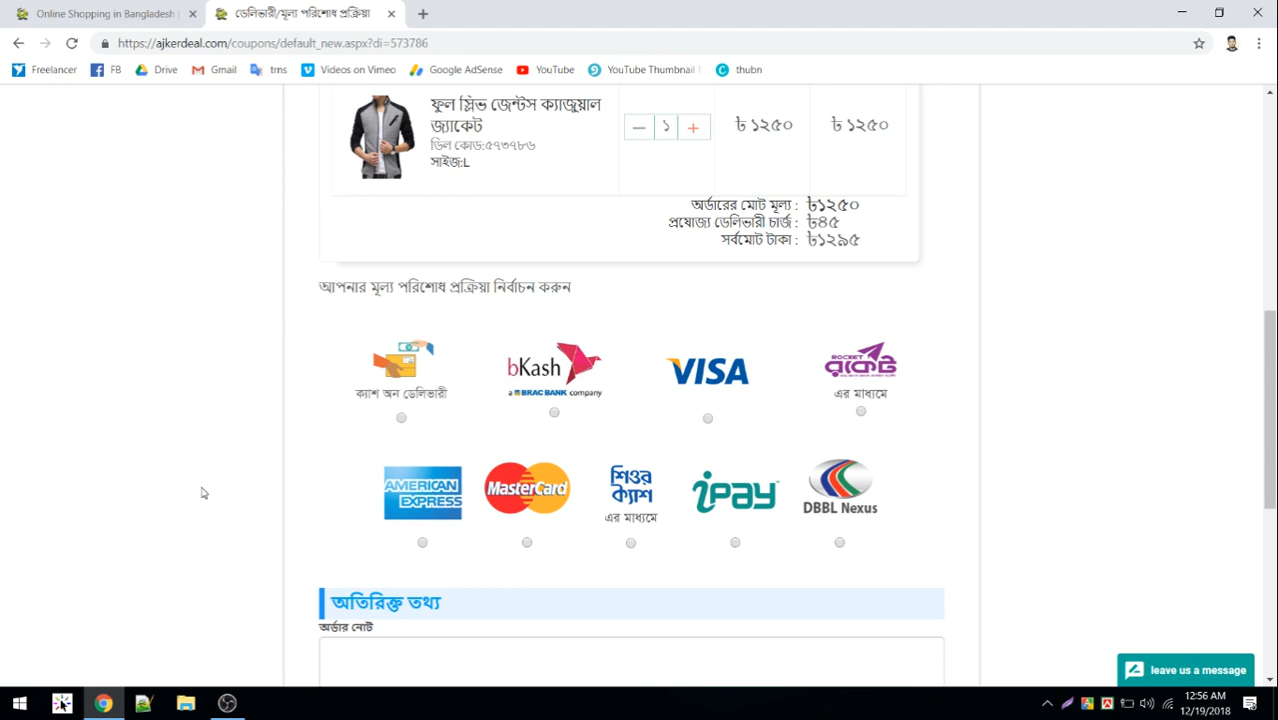 Online Shopping in Bangladesh
ডেলিভারী/মূল্য পরিশোধ প্রক্রিয়া
https://ajkerdeal.com/coupons/default_new.aspx?di=573786
Freelancer
FB
Drive
Gmail
trns
Videos on Vimeo
Google AdSense
YouTube
YouTube Thumbnail
thubn
ফুল স্লিভ জেন্টস ক্যাজুয়াল
জ্যাকেট
ডিল কোড:৫৭৩৭৮৬
সাইজ:L
১
৳ ১২৫০
৳ ১২৫০
অর্ডারের মোট মূল্য : ৳১২৫০
প্রযোজ্য ডেলিভারী চার্জ : ৳৪৫
সর্বমোট টাকা : ৳১২৯৫
আপনার মূল্য পরিশোধ প্রক্রিয়া নির্বাচন করুন
ক্যাশ অন ডেলিভারী
bKash
a BRAC BANK company
VISA
ROCKET
রকেট
এর মাধ্যমে
AMERICAN
EXPRESS
MasterCard
শিওর
ক্যাশ
এর মাধ্যমে
iPay
DBBL Nexus
অতিরিক্ত তথ্য
অর্ডার নোট
leave us a message
12:56 AM
12/19/2018